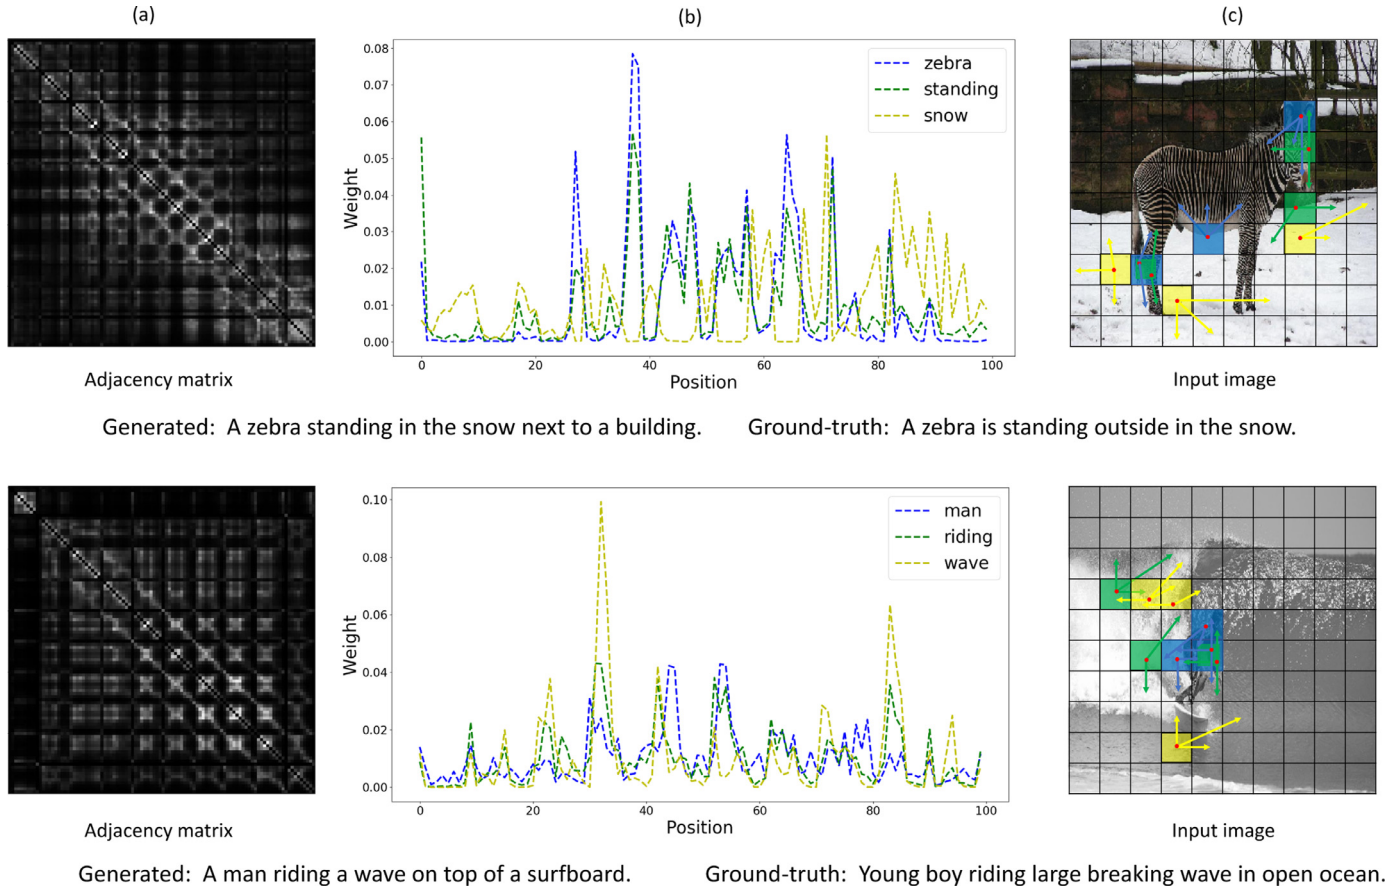 (a) (b) (c)
0.08
0.07
0.06
0.05
0.04
0.03
0.02
0.01
0.00
Weight
zebra
standing
snow
0 20 40 60 80 100
Position
Adjacency matrix
Input image
Generated: A zebra standing in the snow next to a building. Ground-truth: A zebra is standing outside in the snow.
0.10
0.08
0.06
0.04
0.02
0.00
Weight
man
riding
wave
0 20 40 60 80 100
Position
Adjacency matrix
Input image
Generated: A man riding a wave on top of a surfboard. Ground-truth: Young boy riding large breaking wave in open ocean.